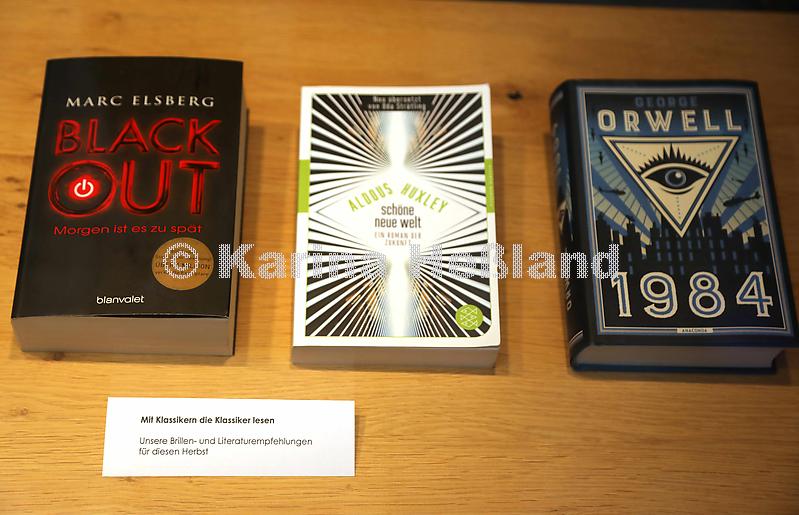 MARC ELSBERG
BLACK
OUT
Morgen ist es zu spät
blanvalet
Neu übersetzt
von Uda Strätling
ALDOUS HUXLEY
schöne
neue welt
EIN ROMAN DER
ZUKUNFT
GEORGE
ORWELL
1984
ANACONDA
Mit Klassikern die Klassiker lesen
Unsere Brillen- und Literaturempfehlungen
für diesen Herbst